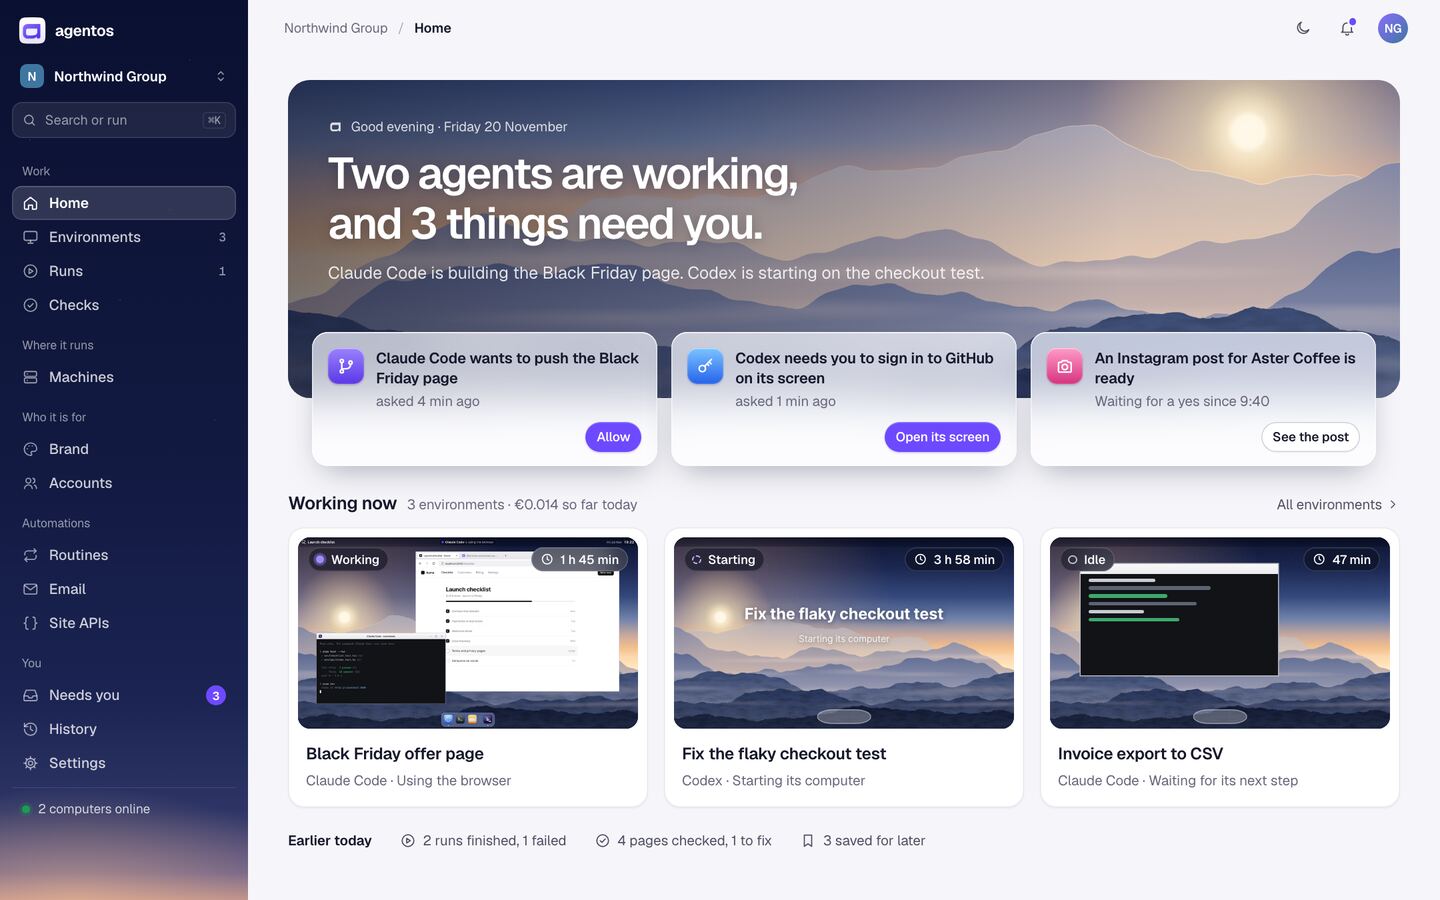 agentos
Northwind Group
Search or run
⌘K
Work
Home
Environments 3
Runs 1
Checks
Where it runs
Machines
Who it is for
Brand
Accounts
Automations
Routines
Email
Site APIs
You
Needs you 3
History
Settings
2 computers online
Northwind Group / Home
NG
Good evening · Friday 20 November
Two agents are working,
and 3 things need you.
Claude Code is building the Black Friday page. Codex is starting on the checkout test.
Claude Code wants to push the Black
Friday page
asked 4 min ago
Allow
Codex needs you to sign in to GitHub
on its screen
asked 1 min ago
Open its screen
An Instagram post for Aster Coffee is
ready
Waiting for a yes since 9:40
See the post
Working now 3 environments · €0.014 so far today
All environments
Working
1 h 45 min
Launch checklist
Black Friday offer page
Claude Code · Using the browser
Starting
3 h 58 min
Fix the flaky checkout test
Starting its computer
Fix the flaky checkout test
Codex · Starting its computer
Idle
47 min
Invoice export to CSV
Claude Code · Waiting for its next step
Earlier today
2 runs finished, 1 failed
4 pages checked, 1 to fix
3 saved for later